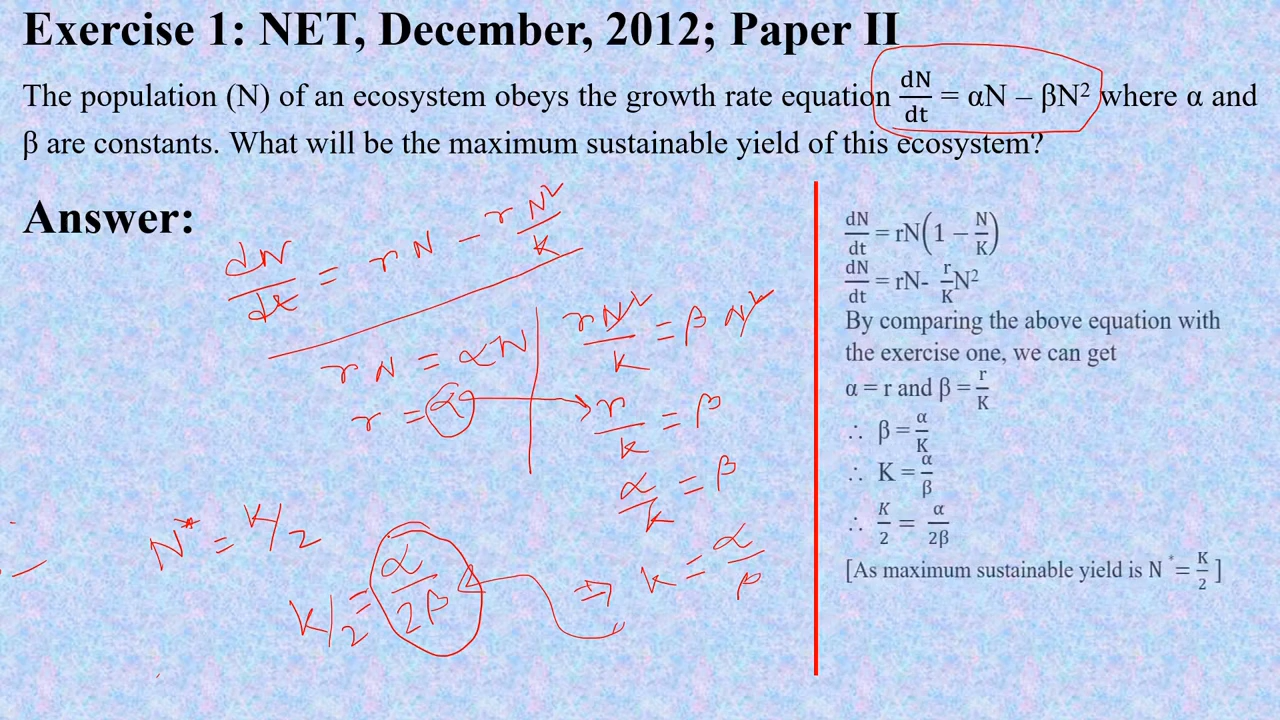 Exercise 1: NET, December, 2012; Paper II
The population (N) of an ecosystem obeys the growth rate equation dN/dt = αN – βN² where α and
β are constants. What will be the maximum sustainable yield of this ecosystem?
Answer:
dN/dt = rN – r N²/k
rN = αN
r = α
rN²/k = β N²
r/k = β
α/k = β
⇒ k = α/β
N* = k/2
k/2 = α/2β
dN/dt = rN(1 − N/K)
dN/dt = rN- r/K N²
By comparing the above equation with
the exercise one, we can get
α = r and β = r/K
∴ β = α/K
∴ K = α/β
∴ K/2 = α/2β
[As maximum sustainable yield is N * = K/2 ]